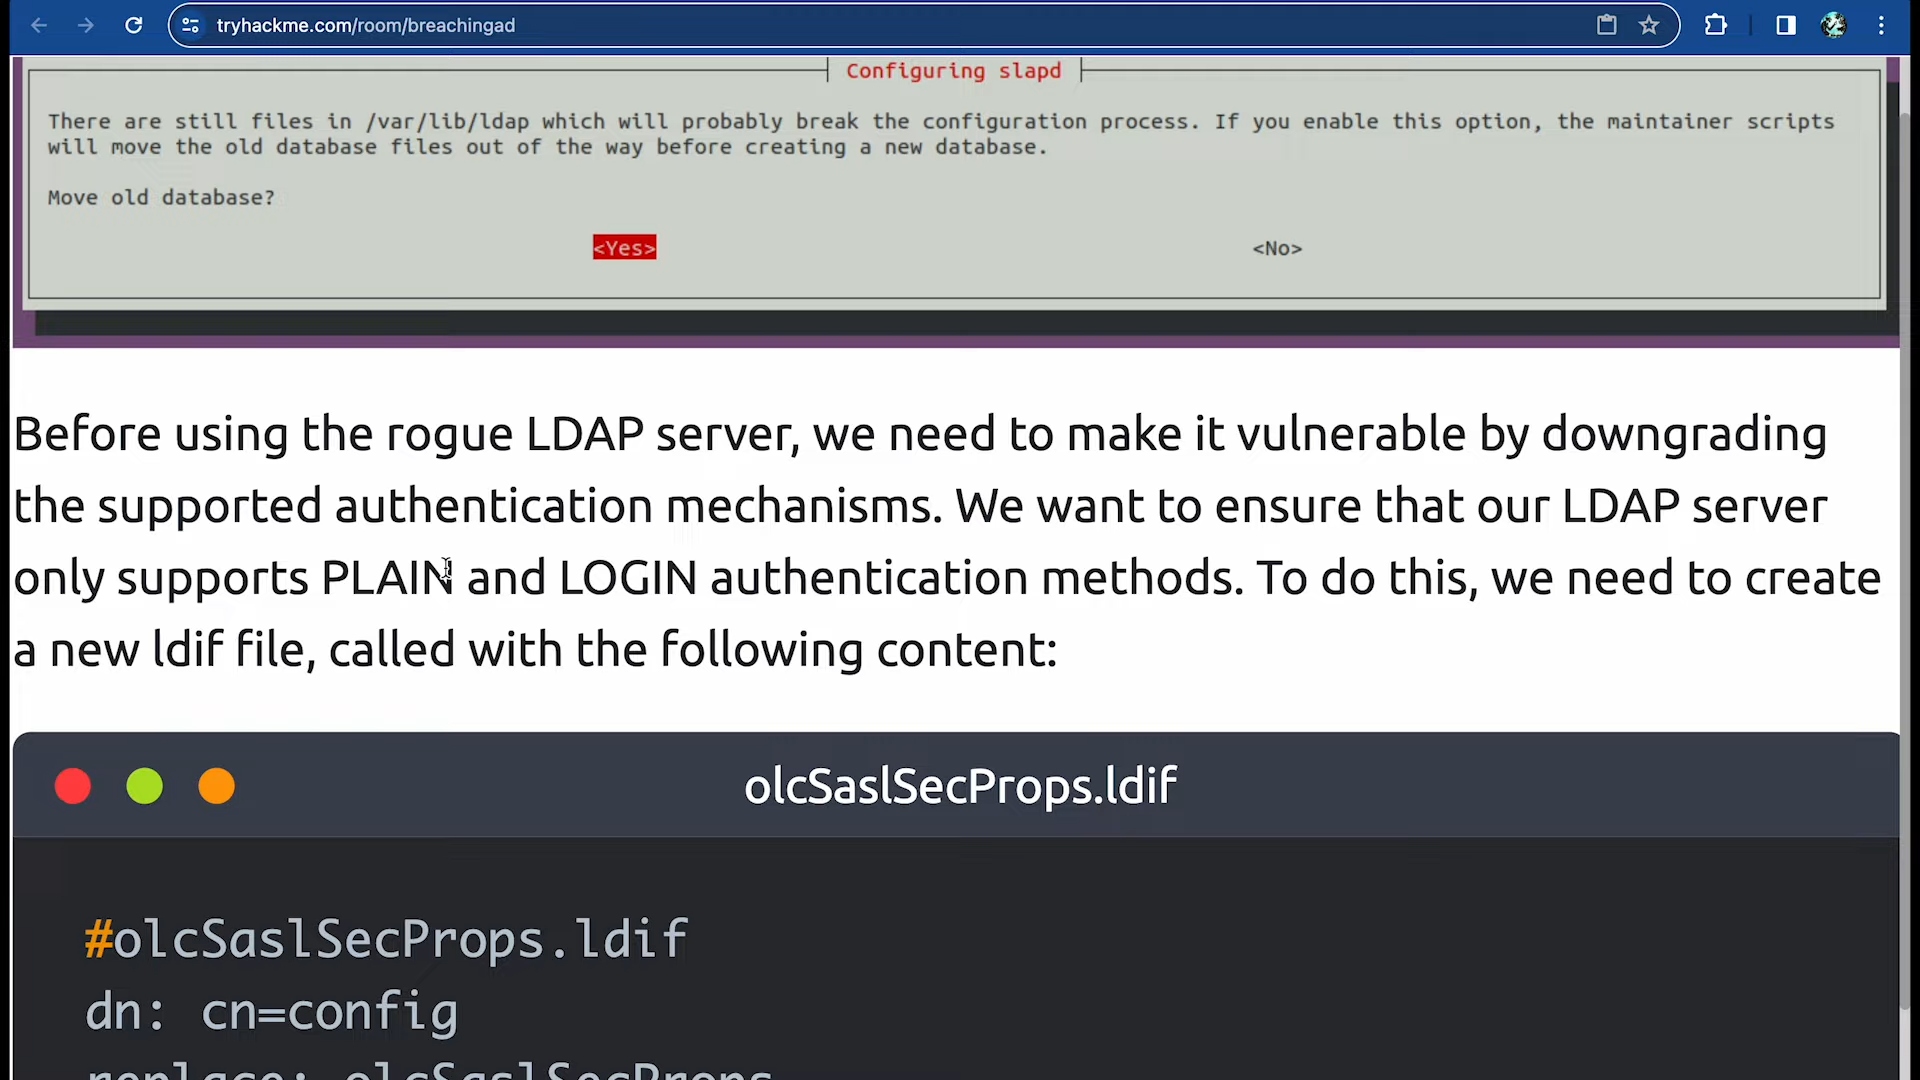 tryhackme.com/room/breachingad
Configuring slapd
There are still files in /var/lib/ldap which will probably break the configuration process. If you enable this option, the maintainer scripts
will move the old database files out of the way before creating a new database.
Move old database?
<Yes> <No>
Before using the rogue LDAP server, we need to make it vulnerable by downgrading
the supported authentication mechanisms. We want to ensure that our LDAP server
only supports PLAIN and LOGIN authentication methods. To do this, we need to create
a new ldif file, called with the following content:
olcSaslSecProps.ldif
#olcSaslSecProps.ldif
dn: cn=config
replace: olcSaslSecProps